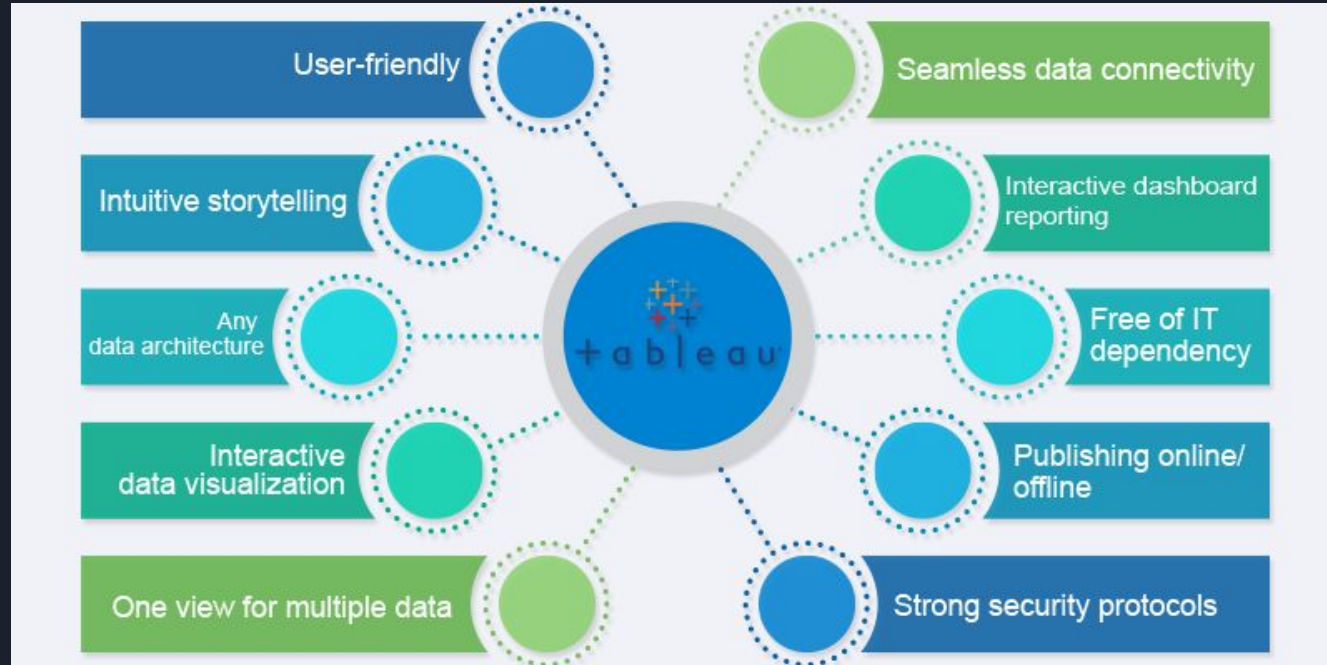 User-friendly
Seamless data connectivity
Intuitive storytelling
Interactive dashboard
reporting
Any
data architecture
+ableau
Free of IT
dependency
Interactive
data visualization
Publishing online/
offline
One view for multiple data
Strong security protocols